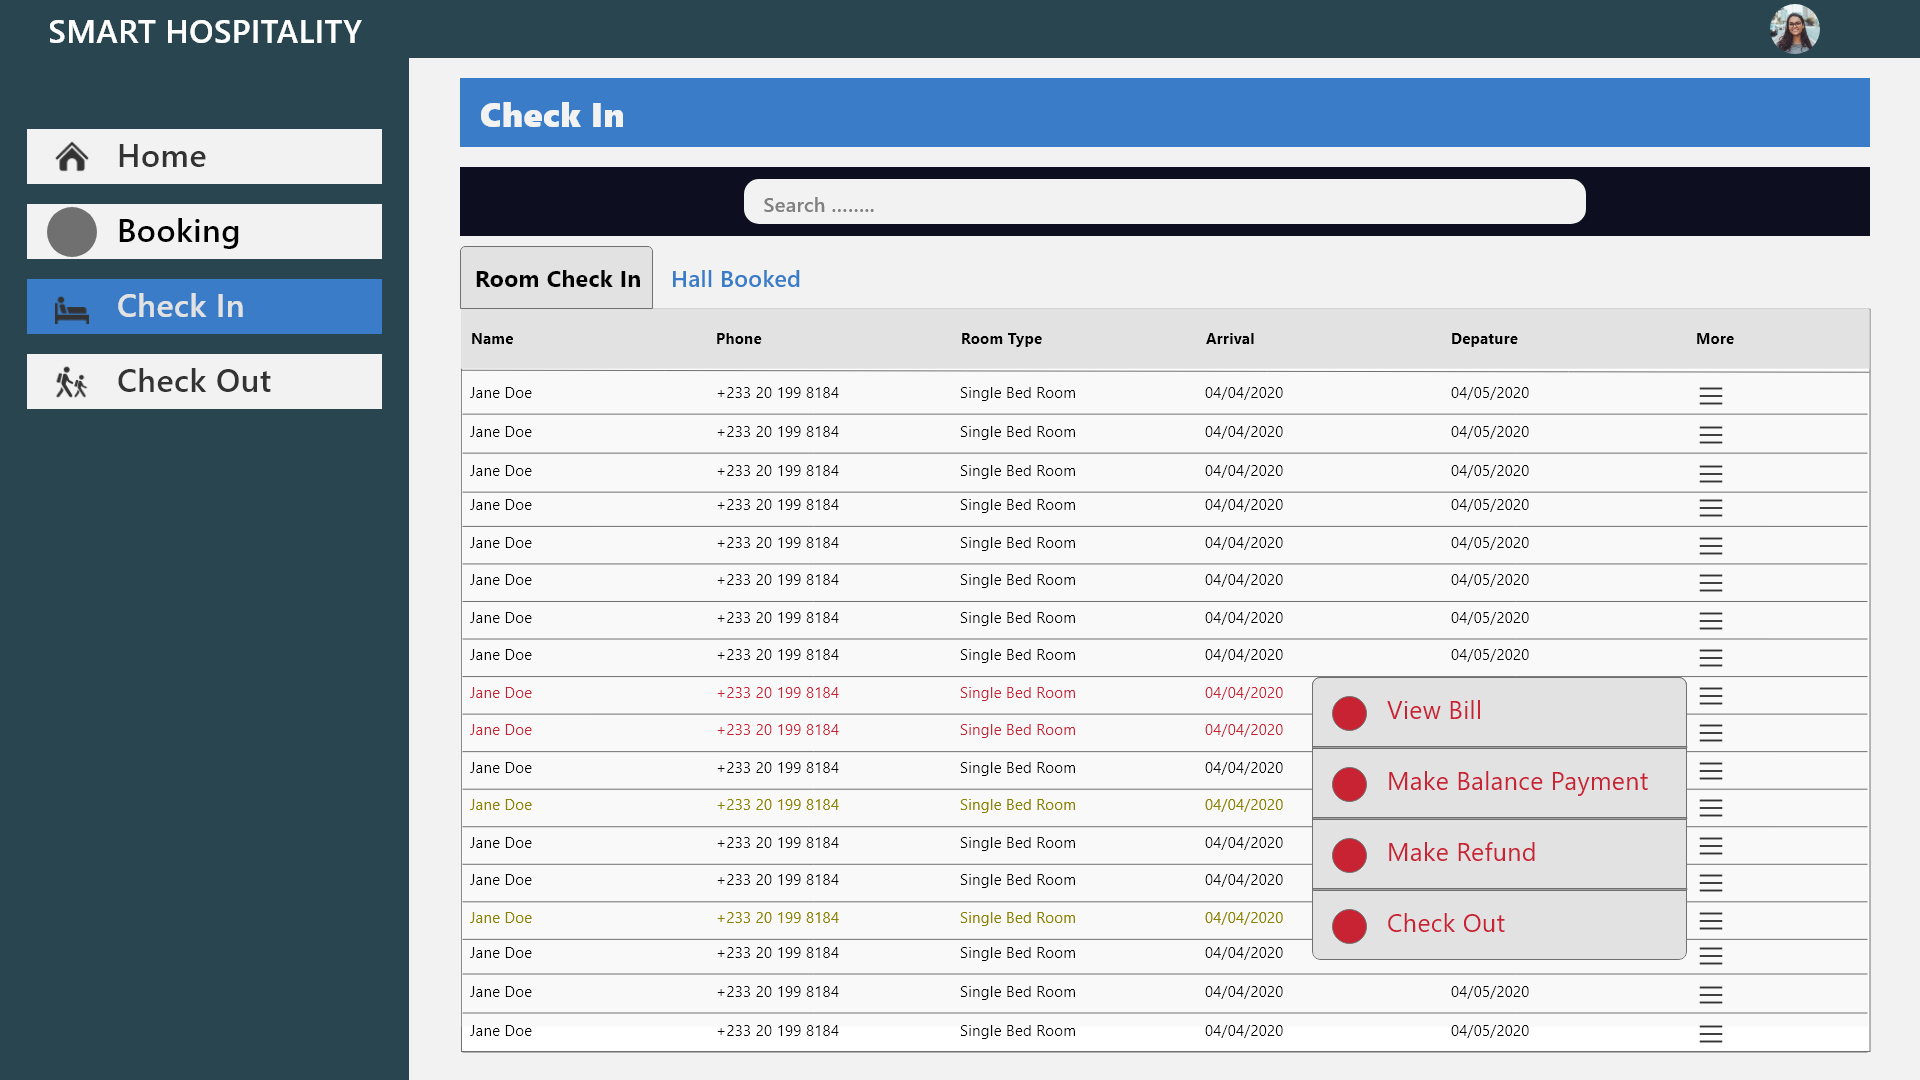 SMART HOSPITALITY
Home
Booking
Check In
Check Out
Check In
Search ........
Room Check In Hall Booked
Name Phone Room Type Arrival Depature More
Jane Doe +233 20 199 8184 Single Bed Room 04/04/2020 04/05/2020
Jane Doe +233 20 199 8184 Single Bed Room 04/04/2020 04/05/2020
Jane Doe +233 20 199 8184 Single Bed Room 04/04/2020 04/05/2020
Jane Doe +233 20 199 8184 Single Bed Room 04/04/2020 04/05/2020
Jane Doe +233 20 199 8184 Single Bed Room 04/04/2020 04/05/2020
Jane Doe +233 20 199 8184 Single Bed Room 04/04/2020 04/05/2020
Jane Doe +233 20 199 8184 Single Bed Room 04/04/2020 04/05/2020
Jane Doe +233 20 199 8184 Single Bed Room 04/04/2020 04/05/2020
Jane Doe +233 20 199 8184 Single Bed Room 04/04/2020
Jane Doe +233 20 199 8184 Single Bed Room 04/04/2020
Jane Doe +233 20 199 8184 Single Bed Room 04/04/2020
Jane Doe +233 20 199 8184 Single Bed Room 04/04/2020
Jane Doe +233 20 199 8184 Single Bed Room 04/04/2020
Jane Doe +233 20 199 8184 Single Bed Room 04/04/2020
Jane Doe +233 20 199 8184 Single Bed Room 04/04/2020
Jane Doe +233 20 199 8184 Single Bed Room 04/04/2020
Jane Doe +233 20 199 8184 Single Bed Room 04/04/2020 04/05/2020
Jane Doe +233 20 199 8184 Single Bed Room 04/04/2020 04/05/2020
View Bill
Make Balance Payment
Make Refund
Check Out